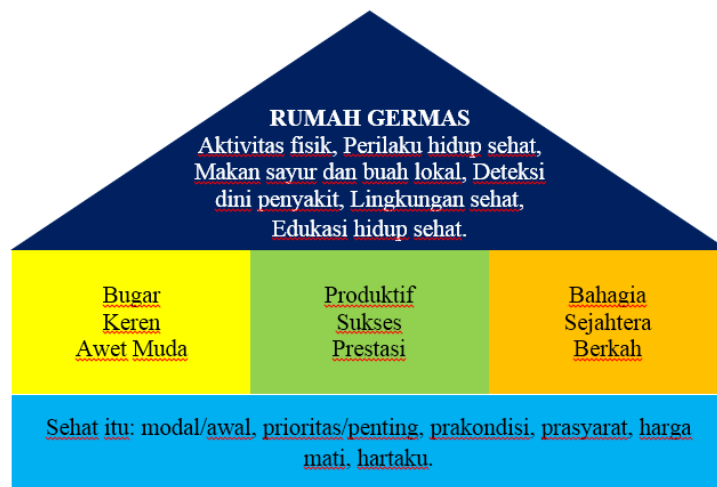 RUMAH GERMAS
Aktivitas fisik, Perilaku hidup sehat,
Makan sayur dan buah lokal, Deteksi
dini penyakit, Lingkungan sehat,
Edukasi hidup sehat.
Bugar
Keren
Awet Muda
Produktif
Sukses
Prestasi
Bahagia
Sejahtera
Berkah
Sehat itu: modal/awal, prioritas/penting, prakondisi, prasyarat, harga
mati, hartaku.